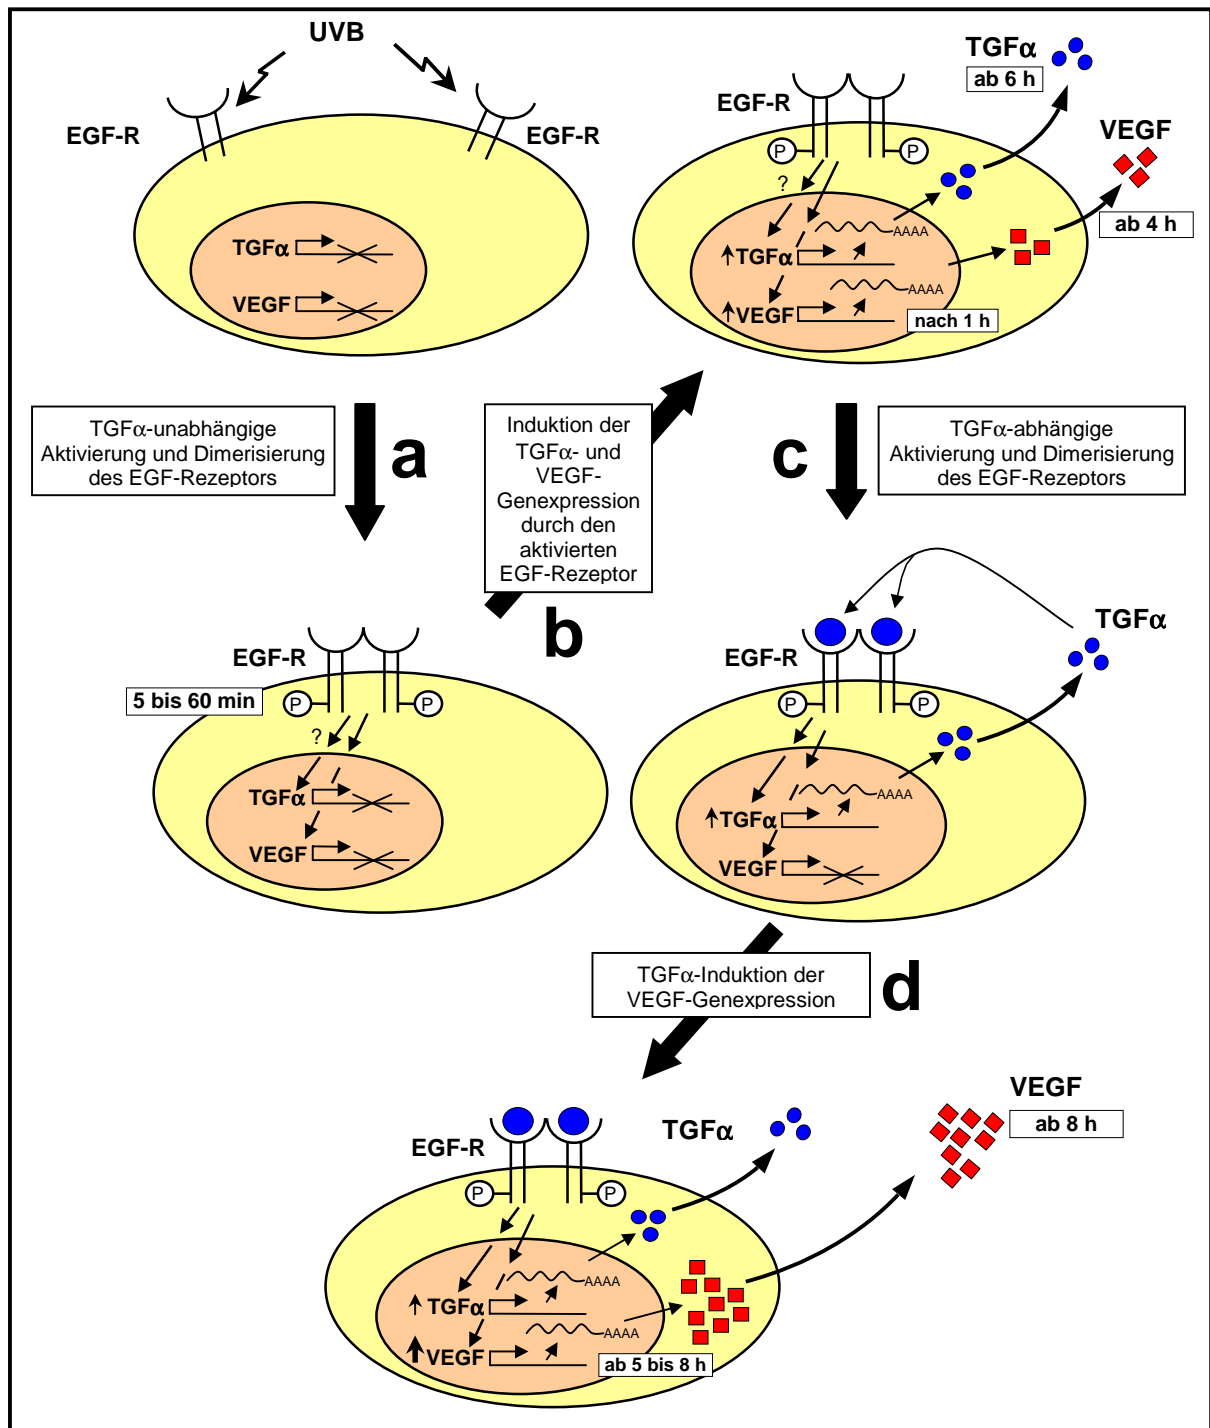 UVB
EGF-R
EGF-R
TGFα
VEGF
TGFα
ab 6 h
EGF-R
VEGF
P
P
?
ab 4 h
AAAA
TGFα
AAAA
VEGF
nach 1 h
TGFα-unabhängige
Aktivierung und Dimerisierung
des EGF-Rezeptors
a
Induktion der
TGFα- und
VEGF-
Genexpression
durch den
aktivierten
EGF-Rezeptor
b
c
TGFα-abhängige
Aktivierung und Dimerisierung
des EGF-Rezeptors
EGF-R
5 bis 60 min
P
P
?
TGFα
VEGF
TGFα
EGF-R
P
P
AAAA
TGFα
VEGF
TGFα-Induktion der
VEGF-Genexpression
d
VEGF
ab 8 h
TGFα
EGF-R
P
P
AAAA
TGFα
AAAA
VEGF
ab 5 bis 8 h